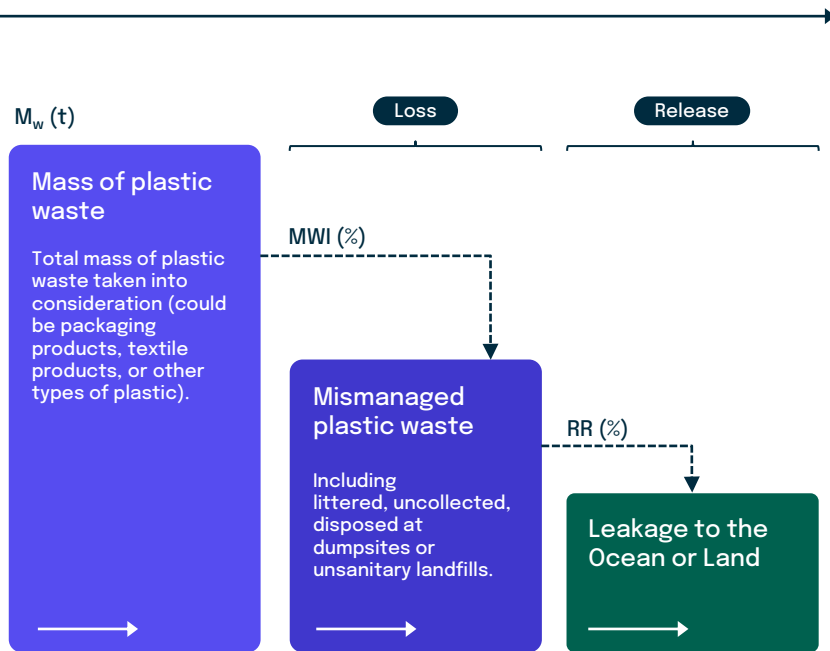 M_w (t)
Loss
Release
Mass of plastic
waste
Total mass of plastic
waste taken into
consideration (could
be packaging
products, textile
products, or other
types of plastic).
MWI (%)
Mismanaged
plastic waste
Including
littered, uncollected,
disposed at
dumpsites or
unsanitary landfills.
RR (%)
Leakage to the
Ocean or Land